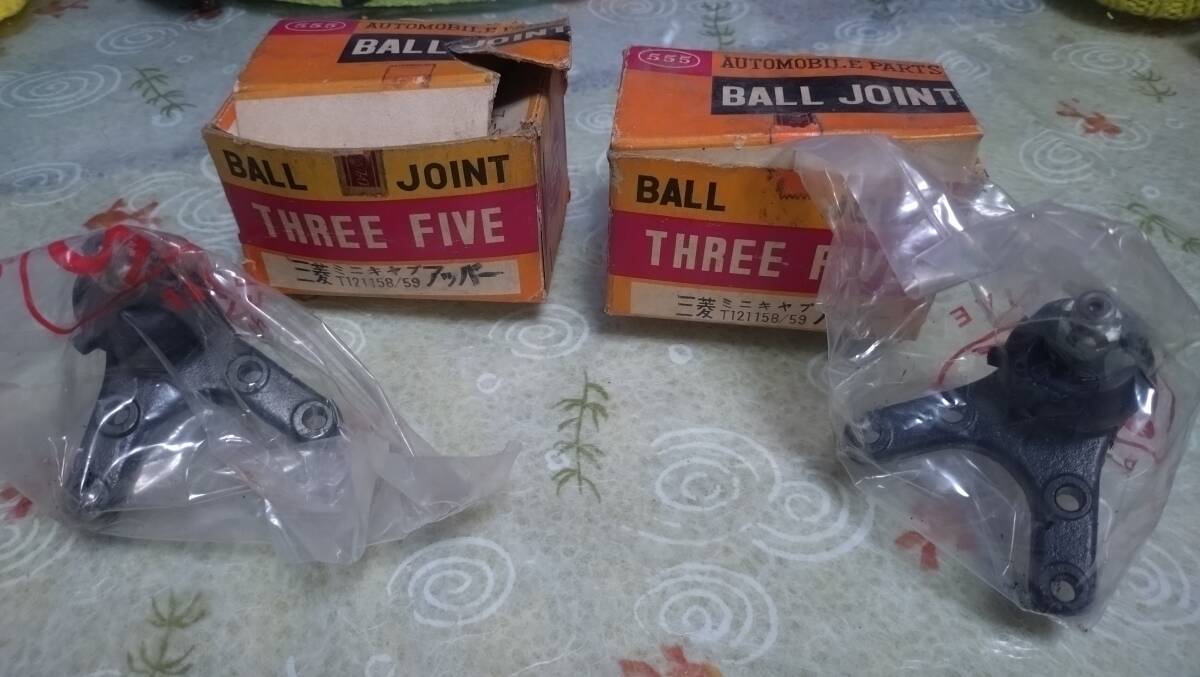 555 AUTOMOBILE PARTS
BALL JOINT
BALL JOINT
THREE FIVE
三菱 ミニキャブ アッパー
T121158/59
555 AUTOMOBILE PARTS
BALL JOINT
BALL
THREE
三菱 ミニキャブ
T121158/59